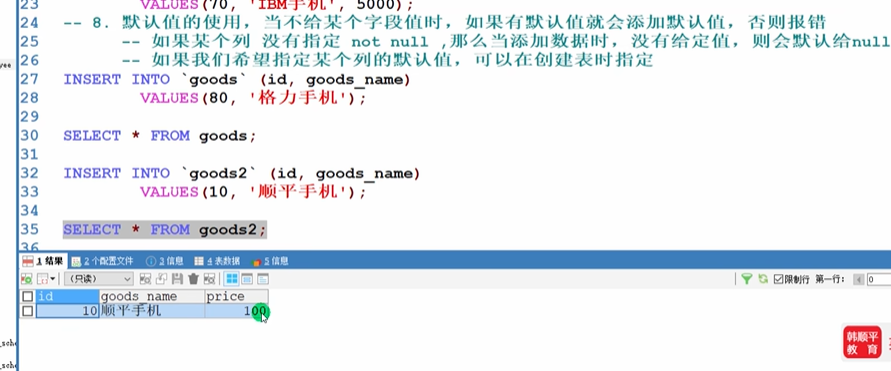 23 VALUES(70, 'IBM手机', 5000);
24 -- 8. 默认值的使用，当不给某个字段值时，如果有默认值就会添加默认值，否则报错
25 -- 如果某个列 没有指定 not null ,那么当添加数据时，没有给定值，则会默认给null
26 -- 如果我们希望指定某个列的默认值，可以在创建表时指定
27 INSERT INTO `goods` (id, goods_name)
28 VALUES(80, '格力手机');
29
30 SELECT * FROM goods;
31
32 INSERT INTO `goods2` (id, goods_name)
33 VALUES(10, '顺平手机');
34
35 SELECT * FROM goods2;
36
1 结果 2 个配置文件 3 信息 4 表数据 5 信息
(只读) 限制行 第一行: 0
id goods_name price
10 顺平手机 100
韩顺平
教育
_sche
_sche